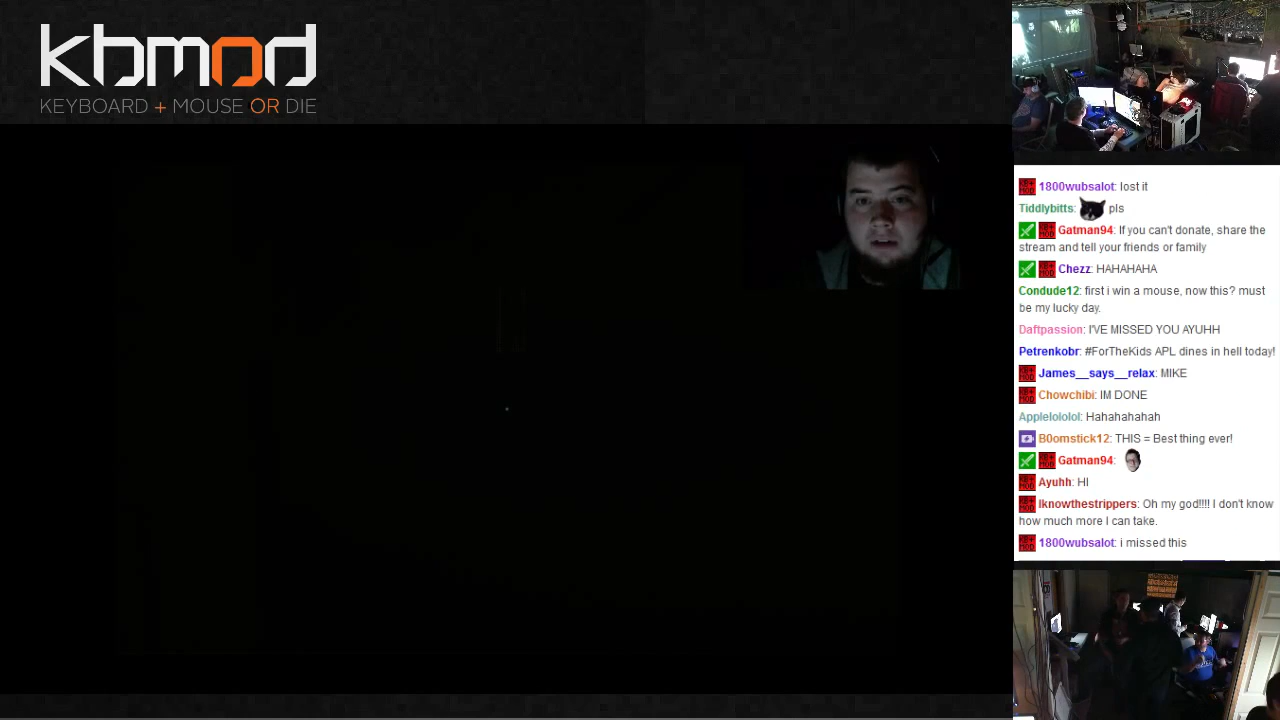 kbmod
KEYBOARD + MOUSE OR DIE
1800wubsalot: lost it
Tiddlybitts: pls
Gatman94: If you can't donate, share the
stream and tell your friends or family
Chezz: HAHAHAHA
Condude12: first i win a mouse, now this? must
be my lucky day.
Daftpassion: I'VE MISSED YOU AYUHH
Petrenkobr: #ForTheKids APL dines in hell today!
James__says__relax: MIKE
Chowchibi: IM DONE
Applelololol: Hahahahahah
B0omstick12: THIS = Best thing ever!
Gatman94:
Ayuhh: HI
Iknowthestrippers: Oh my god!!!! I don't know
how much more I can take.
1800wubsalot: i missed this